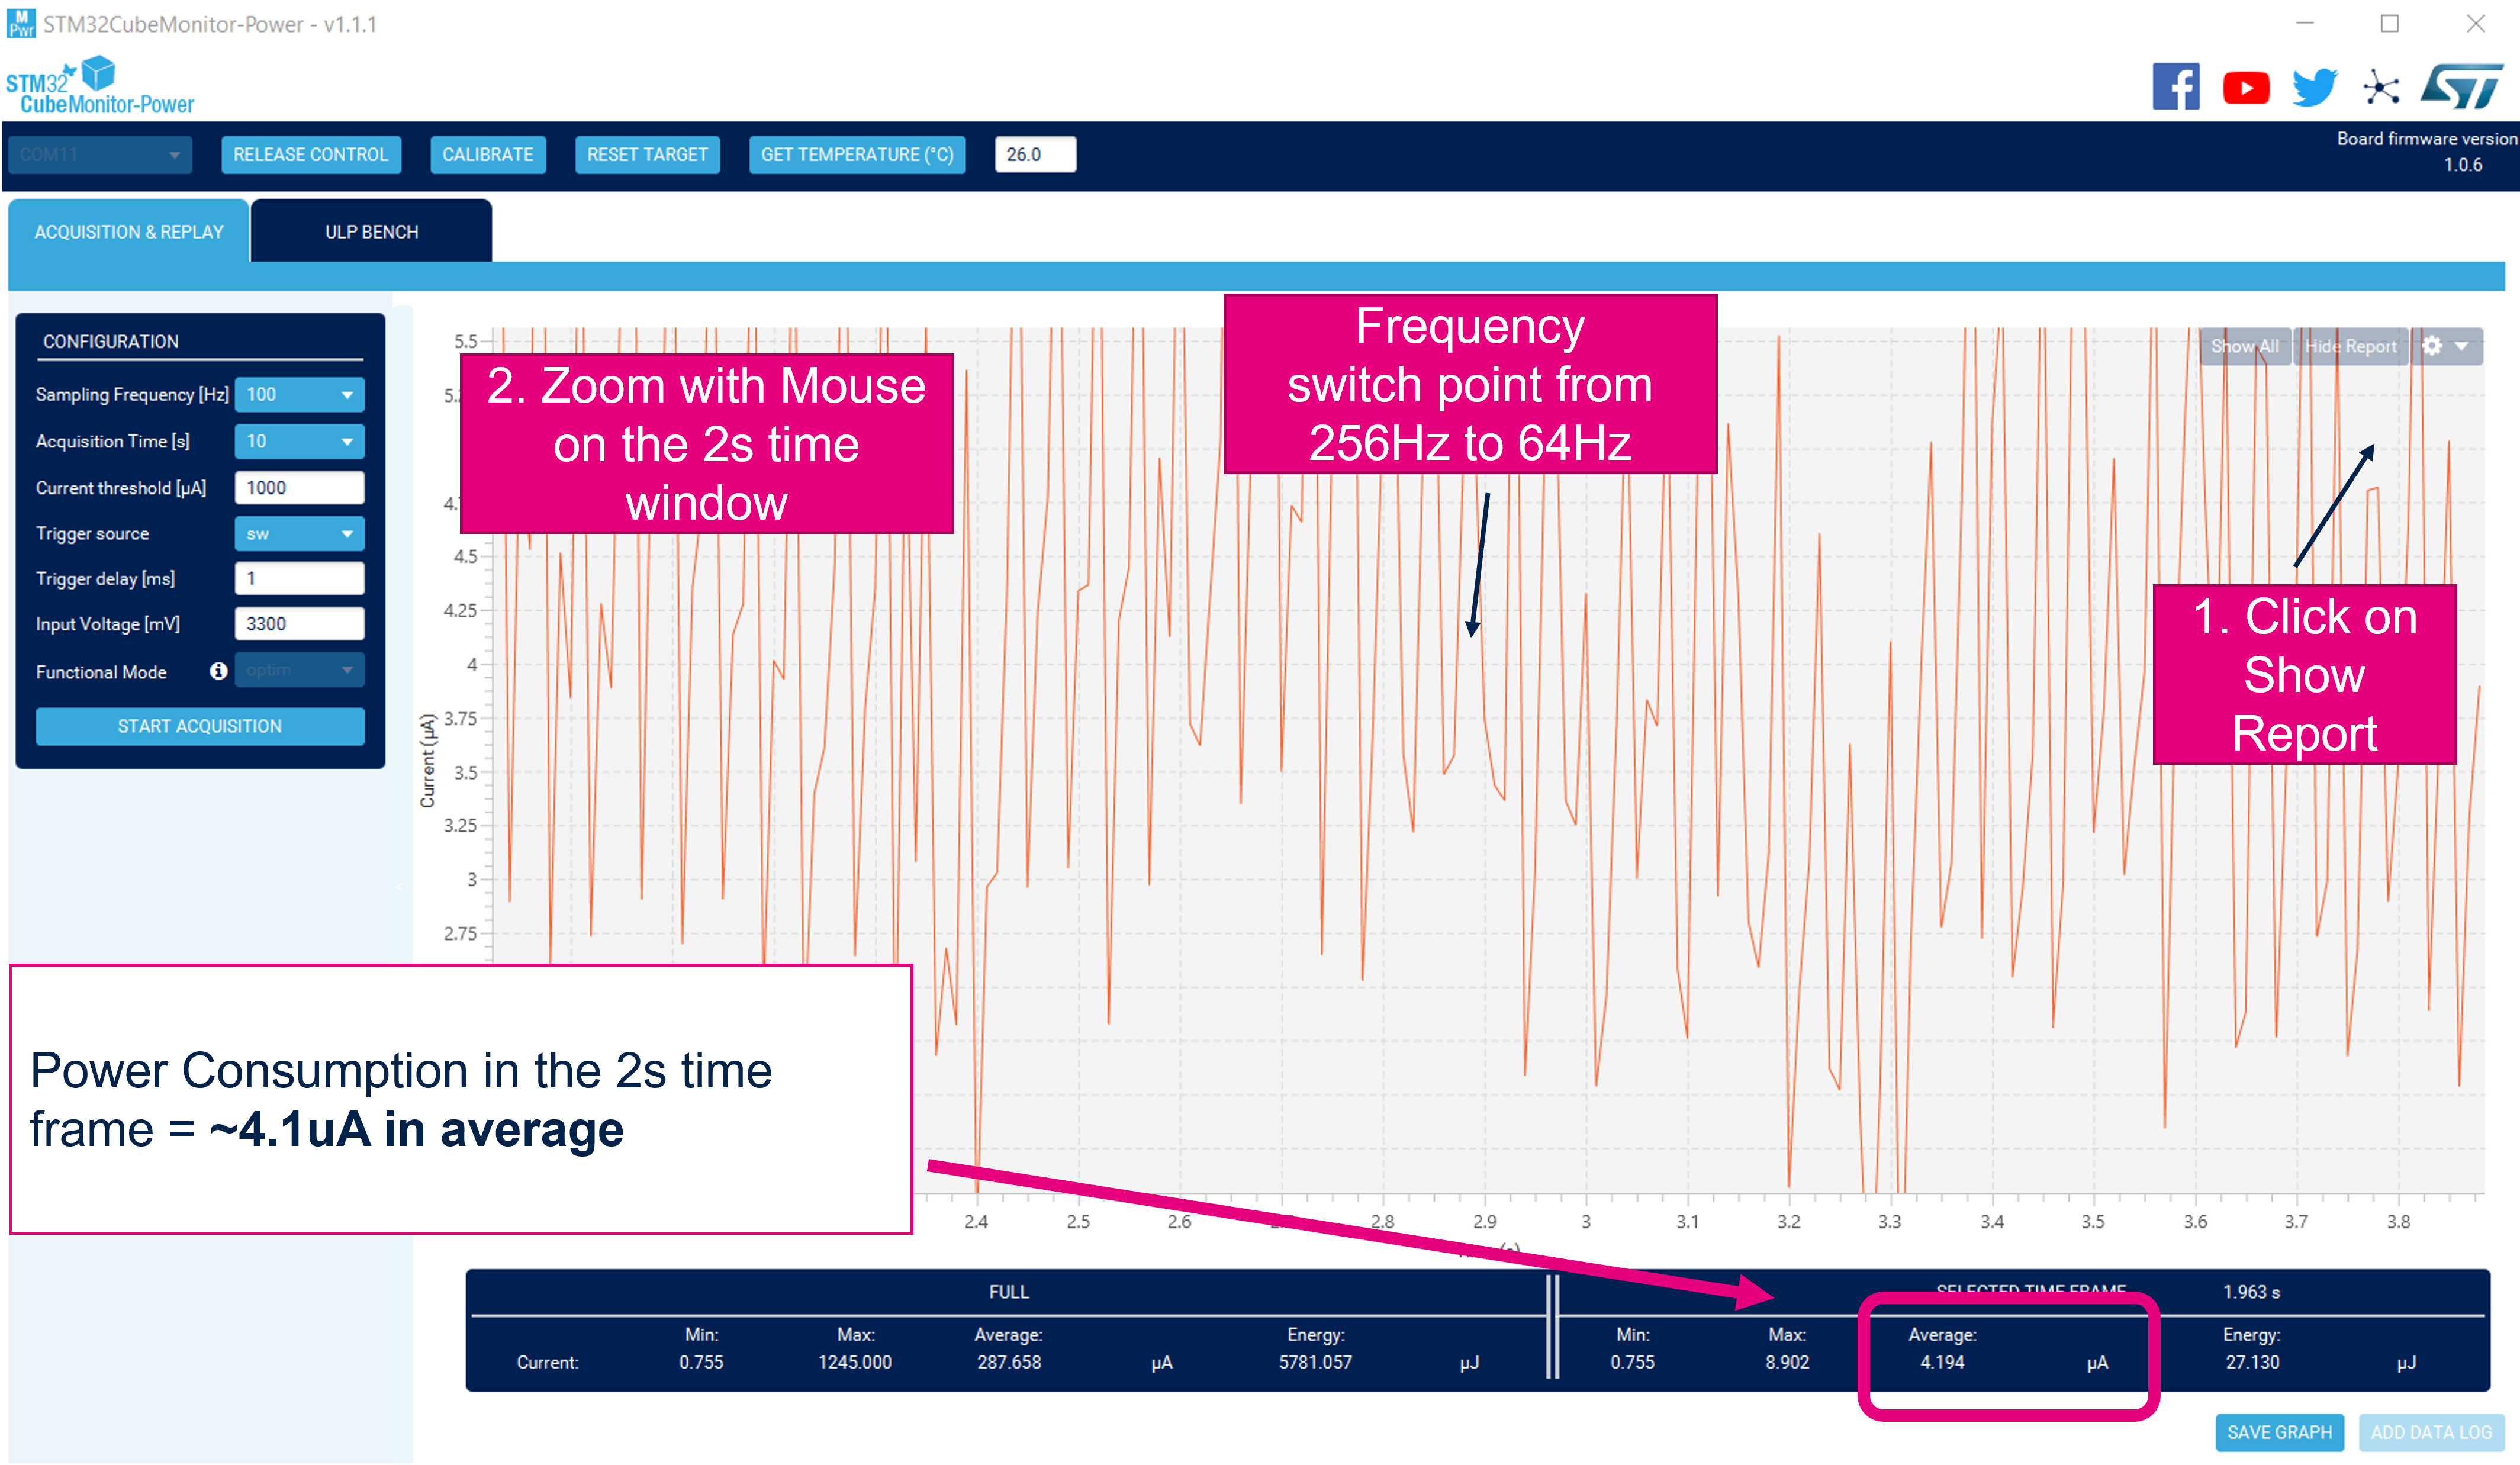 M
Pwr
STM32CubeMonitor-Power - v1.1.1
STM32
CubeMonitor-Power
COM11
RELEASE CONTROL
CALIBRATE
RESET TARGET
GET TEMPERATURE (°C)
26.0
Board firmware version
1.0.6
ACQUISITION & REPLAY
ULP BENCH
CONFIGURATION
Sampling Frequency [Hz] 100
Acquisition Time [s] 10
Current threshold [µA] 1000
Trigger source sw
Trigger delay [ms] 1
Input Voltage [mV] 3300
Functional Mode optim
START ACQUISITION
Show All
Hide Report
2. Zoom with Mouse
on the 2s time
window
Frequency
switch point from
256Hz to 64Hz
1. Click on
Show
Report
Current (µA)
5.5
4.5
4.25
4
3.75
3.5
3.25
3
2.75
Power Consumption in the 2s time
frame = ~4.1uA in average
2.4 2.5 2.6 2.8 2.9 3 3.1 3.2 3.3 3.4 3.5 3.6 3.7 3.8
FULL
SELECTED TIME FRAME 1.963 s
Min: Max: Average: Energy: Min: Max: Average: Energy:
Current: 0.755 1245.000 287.658 µA 5781.057 µJ 0.755 8.902 4.194 µA 27.130 µJ
SAVE GRAPH
ADD DATA LOG